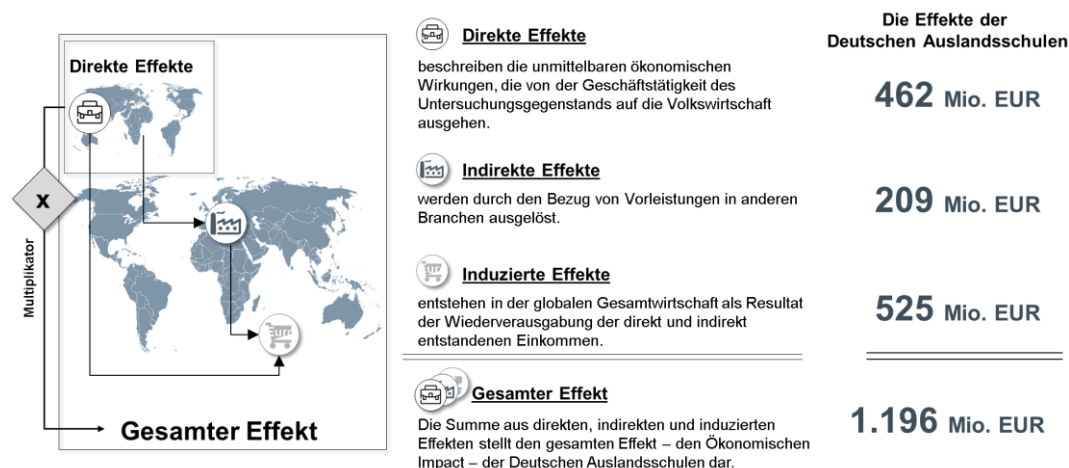 Direkte Effekte
x
Multiplikator
Gesamter Effekt
Direkte Effekte
beschreiben die unmittelbaren ökonomischen
Wirkungen, die von der Geschäftstätigkeit des
Untersuchungsgegenstands auf die Volkswirtschaft
ausgehen.
Indirekte Effekte
werden durch den Bezug von Vorleistungen in anderen
Branchen ausgelöst.
Induzierte Effekte
entstehen in der globalen Gesamtwirtschaft als Resultat
der Wiederverausgabung der direkt und indirekt
entstandenen Einkommen.
Gesamter Effekt
Die Summe aus direkten, indirekten und induzierten
Effekten stellt den gesamten Effekt – den Ökonomischen
Impact – der Deutschen Auslandsschulen dar.
Die Effekte der
Deutschen Auslandsschulen
462 Mio. EUR
209 Mio. EUR
525 Mio. EUR
1.196 Mio. EUR